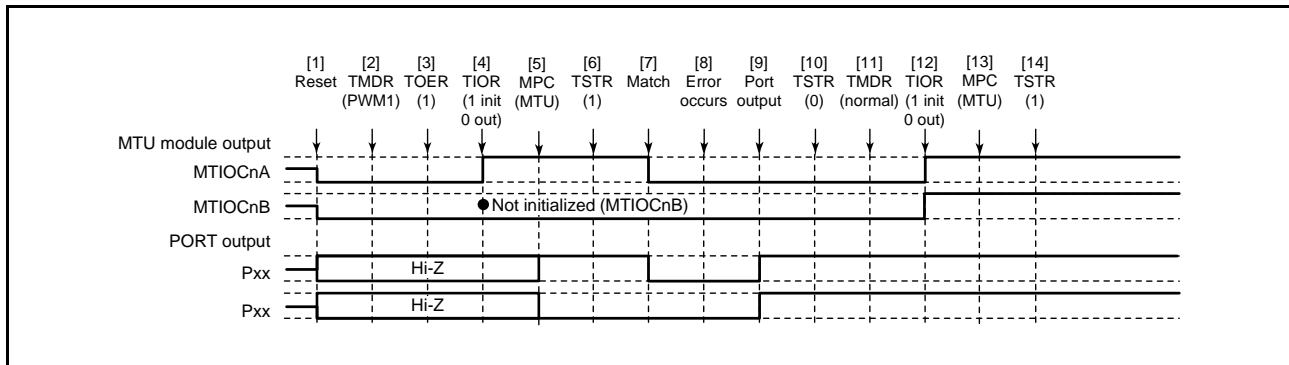 [1] [2] [3] [4] [5] [6] [7] [8] [9] [10] [11] [12] [13] [14]
Reset TMDR TOER TIOR MPC TSTR Match Error Port TSTR TMDR TIOR MPC TSTR
(PWM1) (1) (1 init (MTU) (1) occurs output (0) (normal) (1 init (MTU) (1)
0 out) 0 out)
MTU module output
MTIOCnA
MTIOCnB ●Not initialized (MTIOCnB)
PORT output
Pxx Hi-Z
Pxx Hi-Z